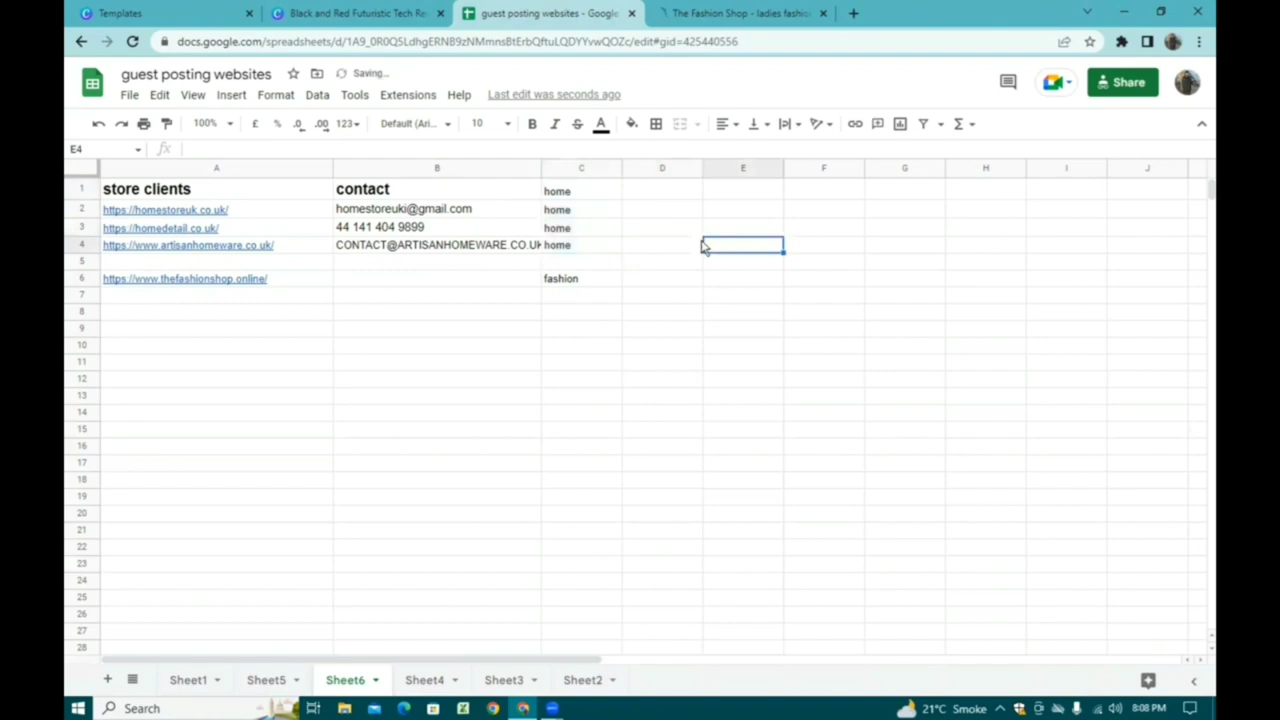 Templates
Black and Red Futuristic Tech Re
guest posting websites - Google
The Fashion Shop - ladies fashio
docs.google.com/spreadsheets/d/1A9_0R0Q5LdhgERNB9zNMmnsBtErbQftuLQDYYvwQOZc/edit#gid=425440556
guest posting websites
Saving...
File Edit View Insert Format Data Tools Extensions Help Last edit was seconds ago
Share
100% £ % .0 .00 123 Default (Ari... 10 B I S A
E4 fx
A B C D E F G H I J
1 store clients contact home
2 https://homestoreuk.co.uk/ homestoreuki@gmail.com home
3 https://homedetail.co.uk/ 44 141 404 9899 home
4 https://www.artisanhomeware.co.uk/ CONTACT@ARTISANHOMEWARE.CO.UK home
5
6 https://www.thefashionshop.online/ fashion
7
8
9
10
11
12
13
14
15
16
17
18
19
20
21
22
23
24
25
26
27
28
Sheet1 Sheet5 Sheet6 Sheet4 Sheet3 Sheet2
Search
21°C Smoke
8:08 PM